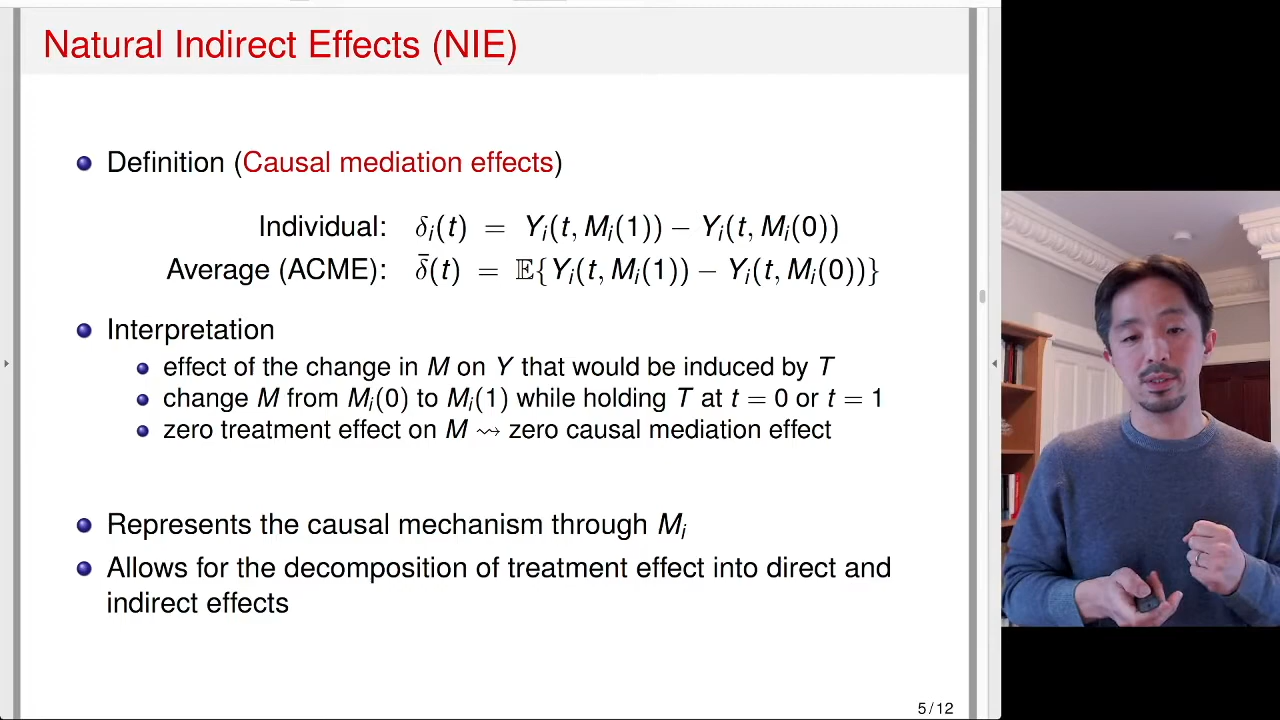 Natural Indirect Effects (NIE)
Definition (Causal mediation effects)
Individual: δᵢ(t) = Yᵢ(t, Mᵢ(1)) − Yᵢ(t, Mᵢ(0))
Average (ACME): δ̄(t) = 𝔼{Yᵢ(t, Mᵢ(1)) − Yᵢ(t, Mᵢ(0))}
Interpretation
effect of the change in M on Y that would be induced by T
change M from Mᵢ(0) to Mᵢ(1) while holding T at t = 0 or t = 1
zero treatment effect on M ⇝ zero causal mediation effect
Represents the causal mechanism through Mᵢ
Allows for the decomposition of treatment effect into direct and
indirect effects
5 / 12